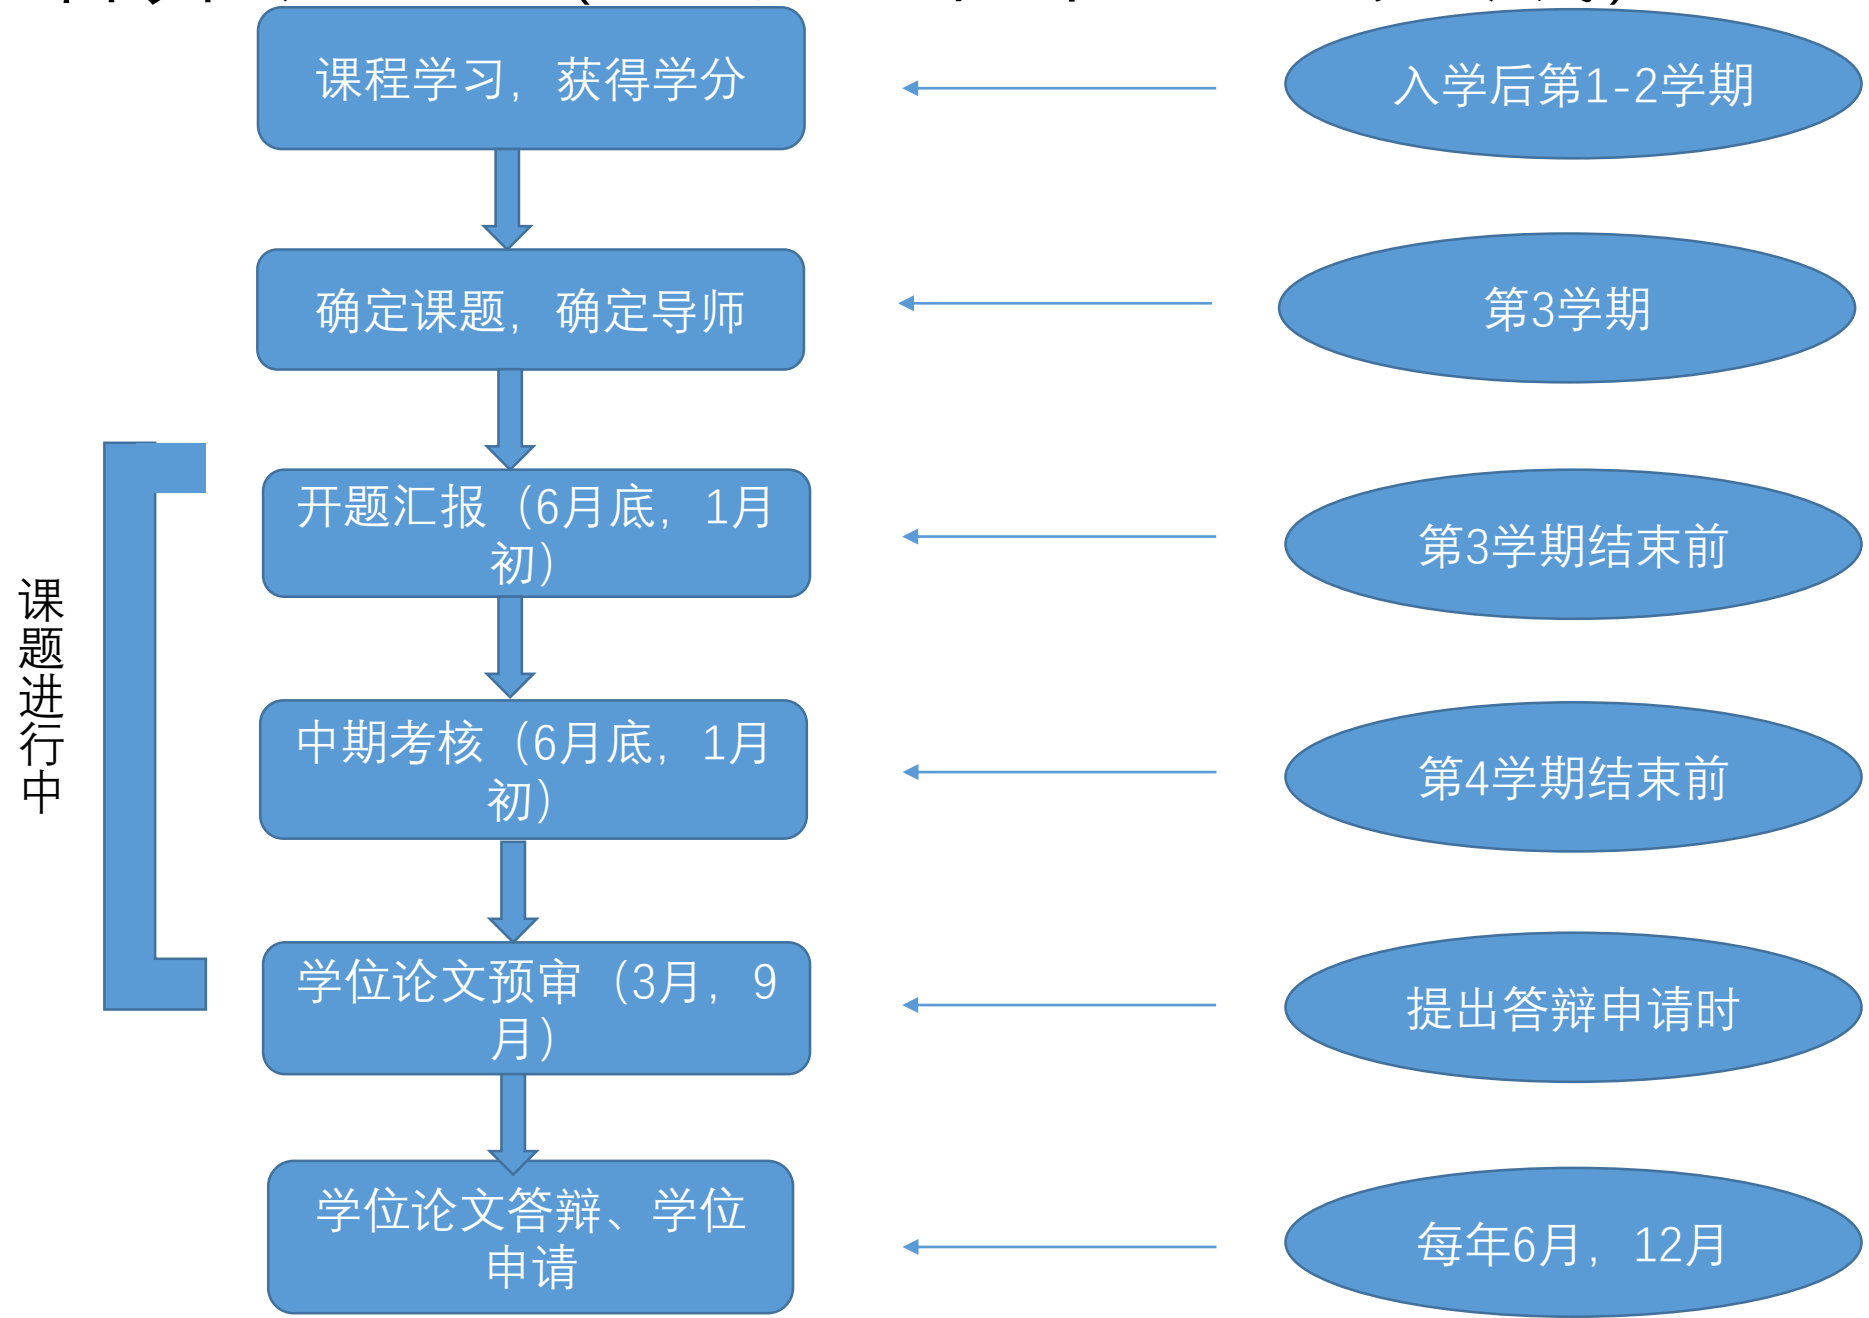 课程学习，获得学分
入学后第1-2学期
确定课题，确定导师
第3学期
开题汇报（6月底，1月
初）
第3学期结束前
课
题
进
行
中
中期考核（6月底，1月
初）
第4学期结束前
学位论文预审（3月，9
月）
提出答辩申请时
学位论文答辩、学位
申请
每年6月，12月